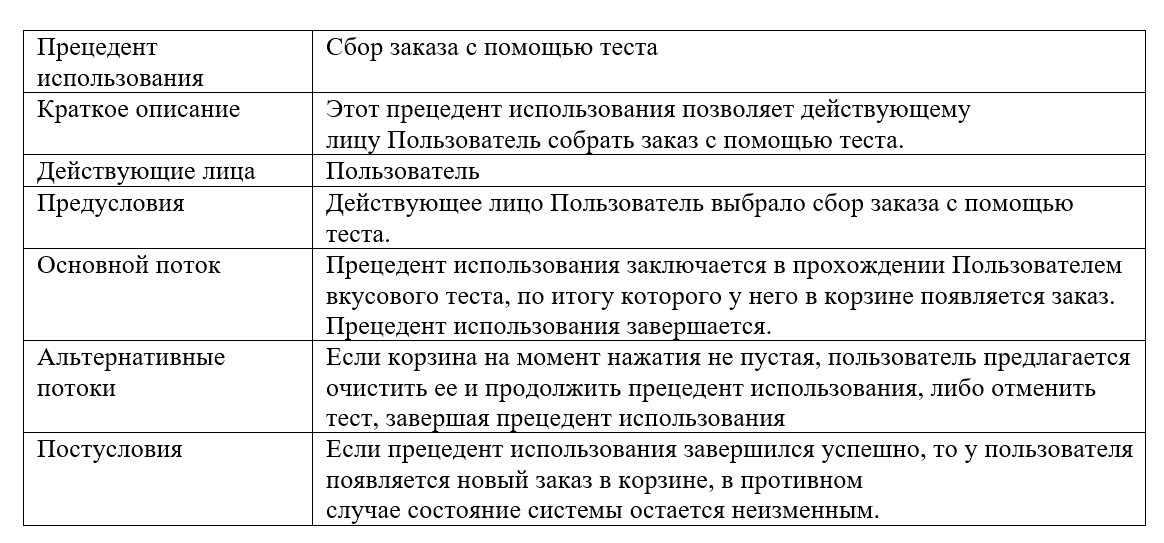 Прецедент
использования
Сбор заказа с помощью теста
Краткое описание
Этот прецедент использования позволяет действующему
лицу Пользователь собрать заказ с помощью теста.
Действующие лица
Пользователь
Предусловия
Действующее лицо Пользователь выбрало сбор заказа с помощью
теста.
Основной поток
Прецедент использования заключается в прохождении Пользователем
вкусового теста, по итогу которого у него в корзине появляется заказ.
Прецедент использования завершается.
Альтернативные
потоки
Если корзина на момент нажатия не пустая, пользователь предлагается
очистить ее и продолжить прецедент использования, либо отменить
тест, завершая прецедент использования
Постусловия
Если прецедент использования завершился успешно, то у пользователя
появляется новый заказ в корзине, в противном
случае состояние системы остается неизменным.